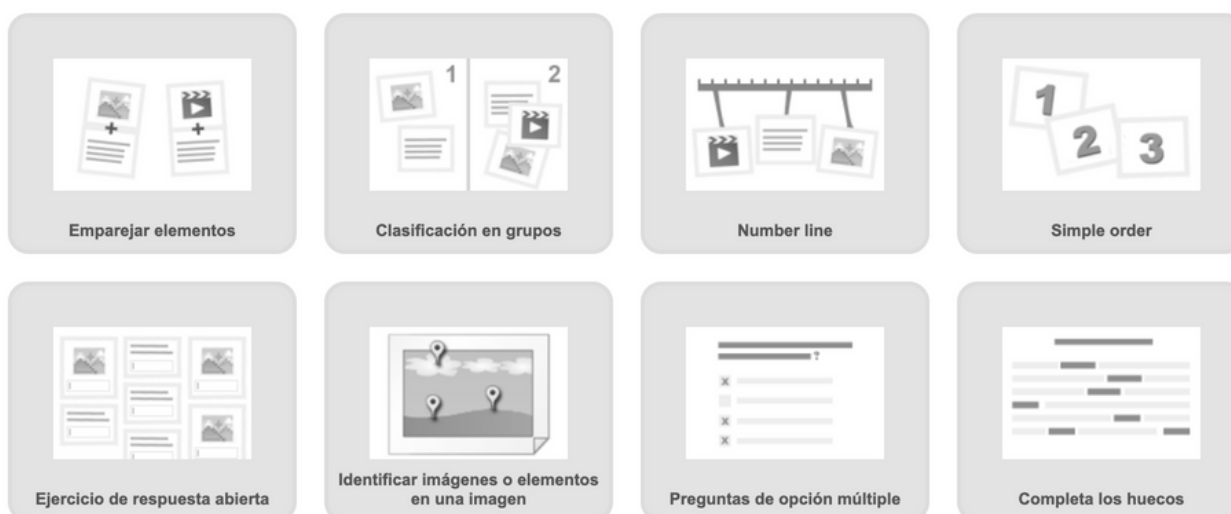 1
2
1
2
3
Emparejar elementos
Clasificación en grupos
Number line
Simple order
?
X
X
X
Ejercicio de respuesta abierta
Identificar imágenes o elementos
en una imagen
Preguntas de opción múltiple
Completa los huecos